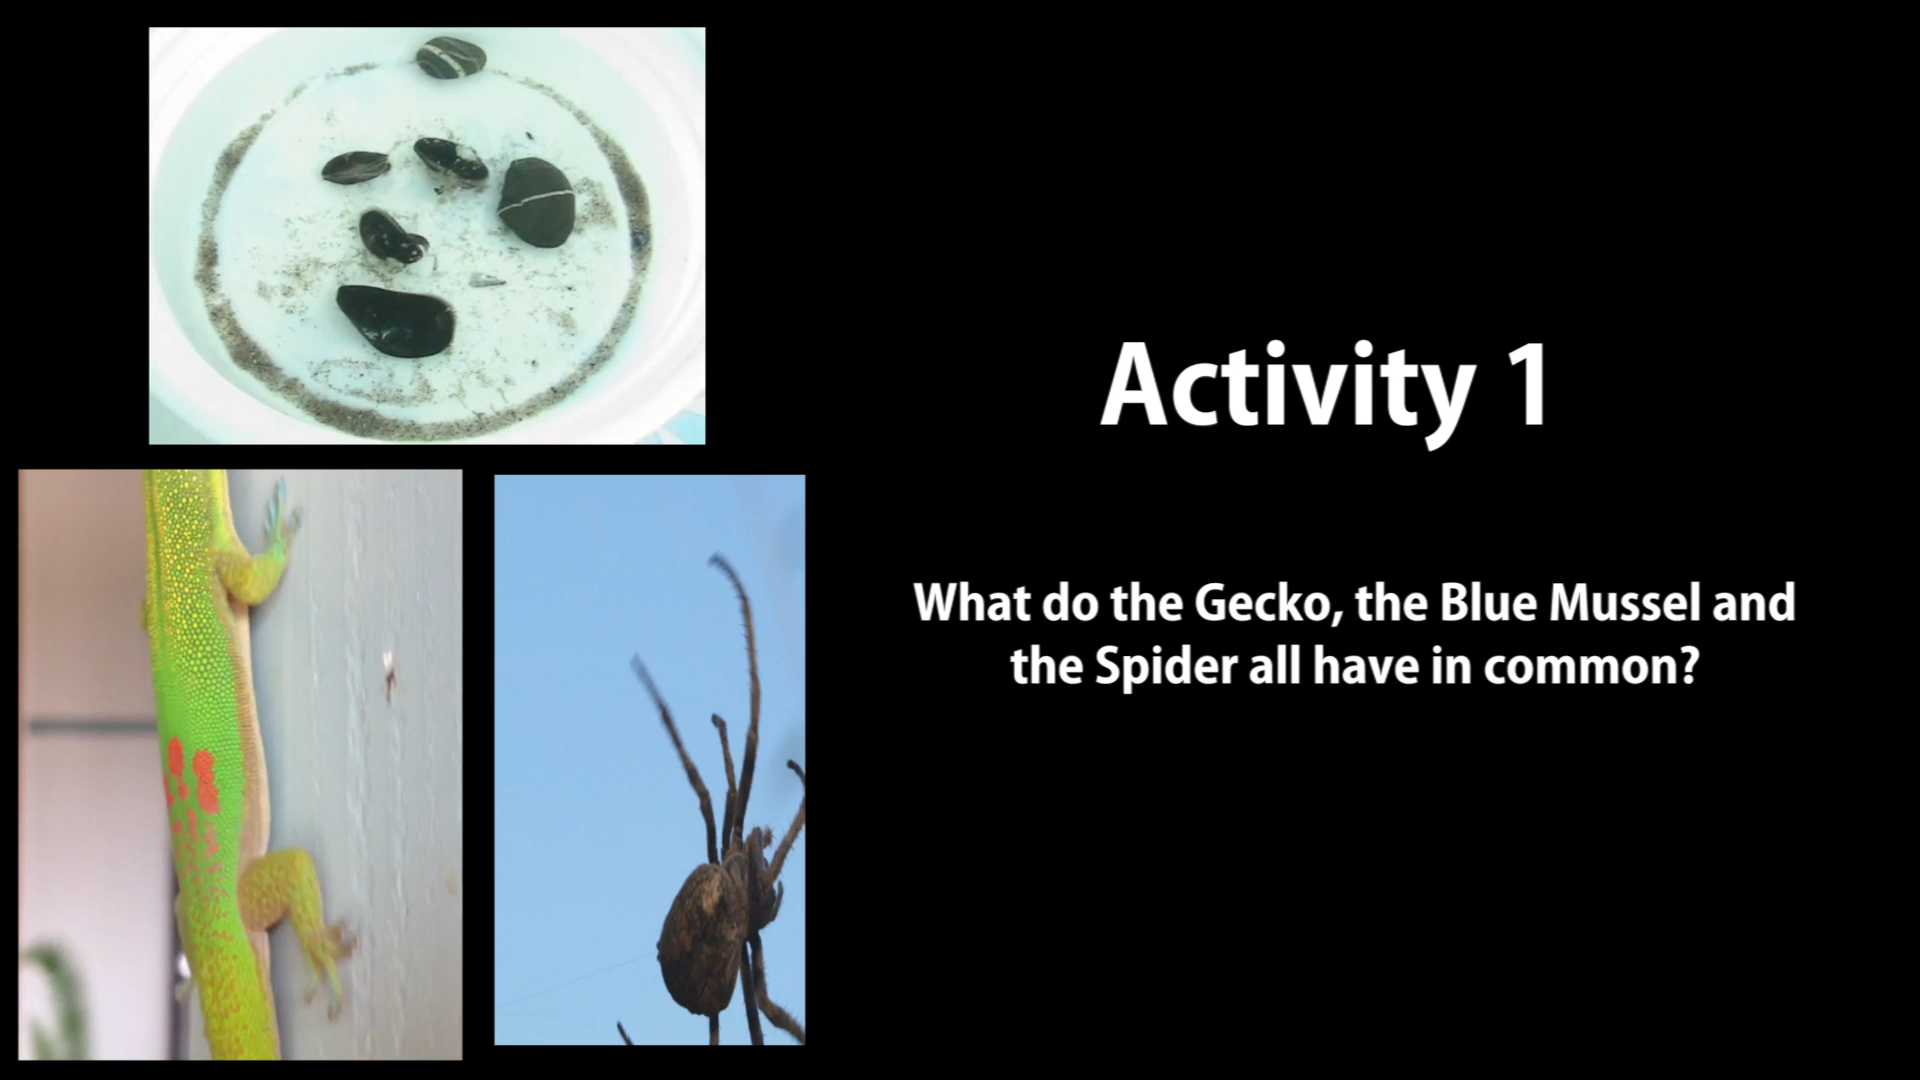 Activity 1
What do the Gecko, the Blue Mussel and
the Spider all have in common?